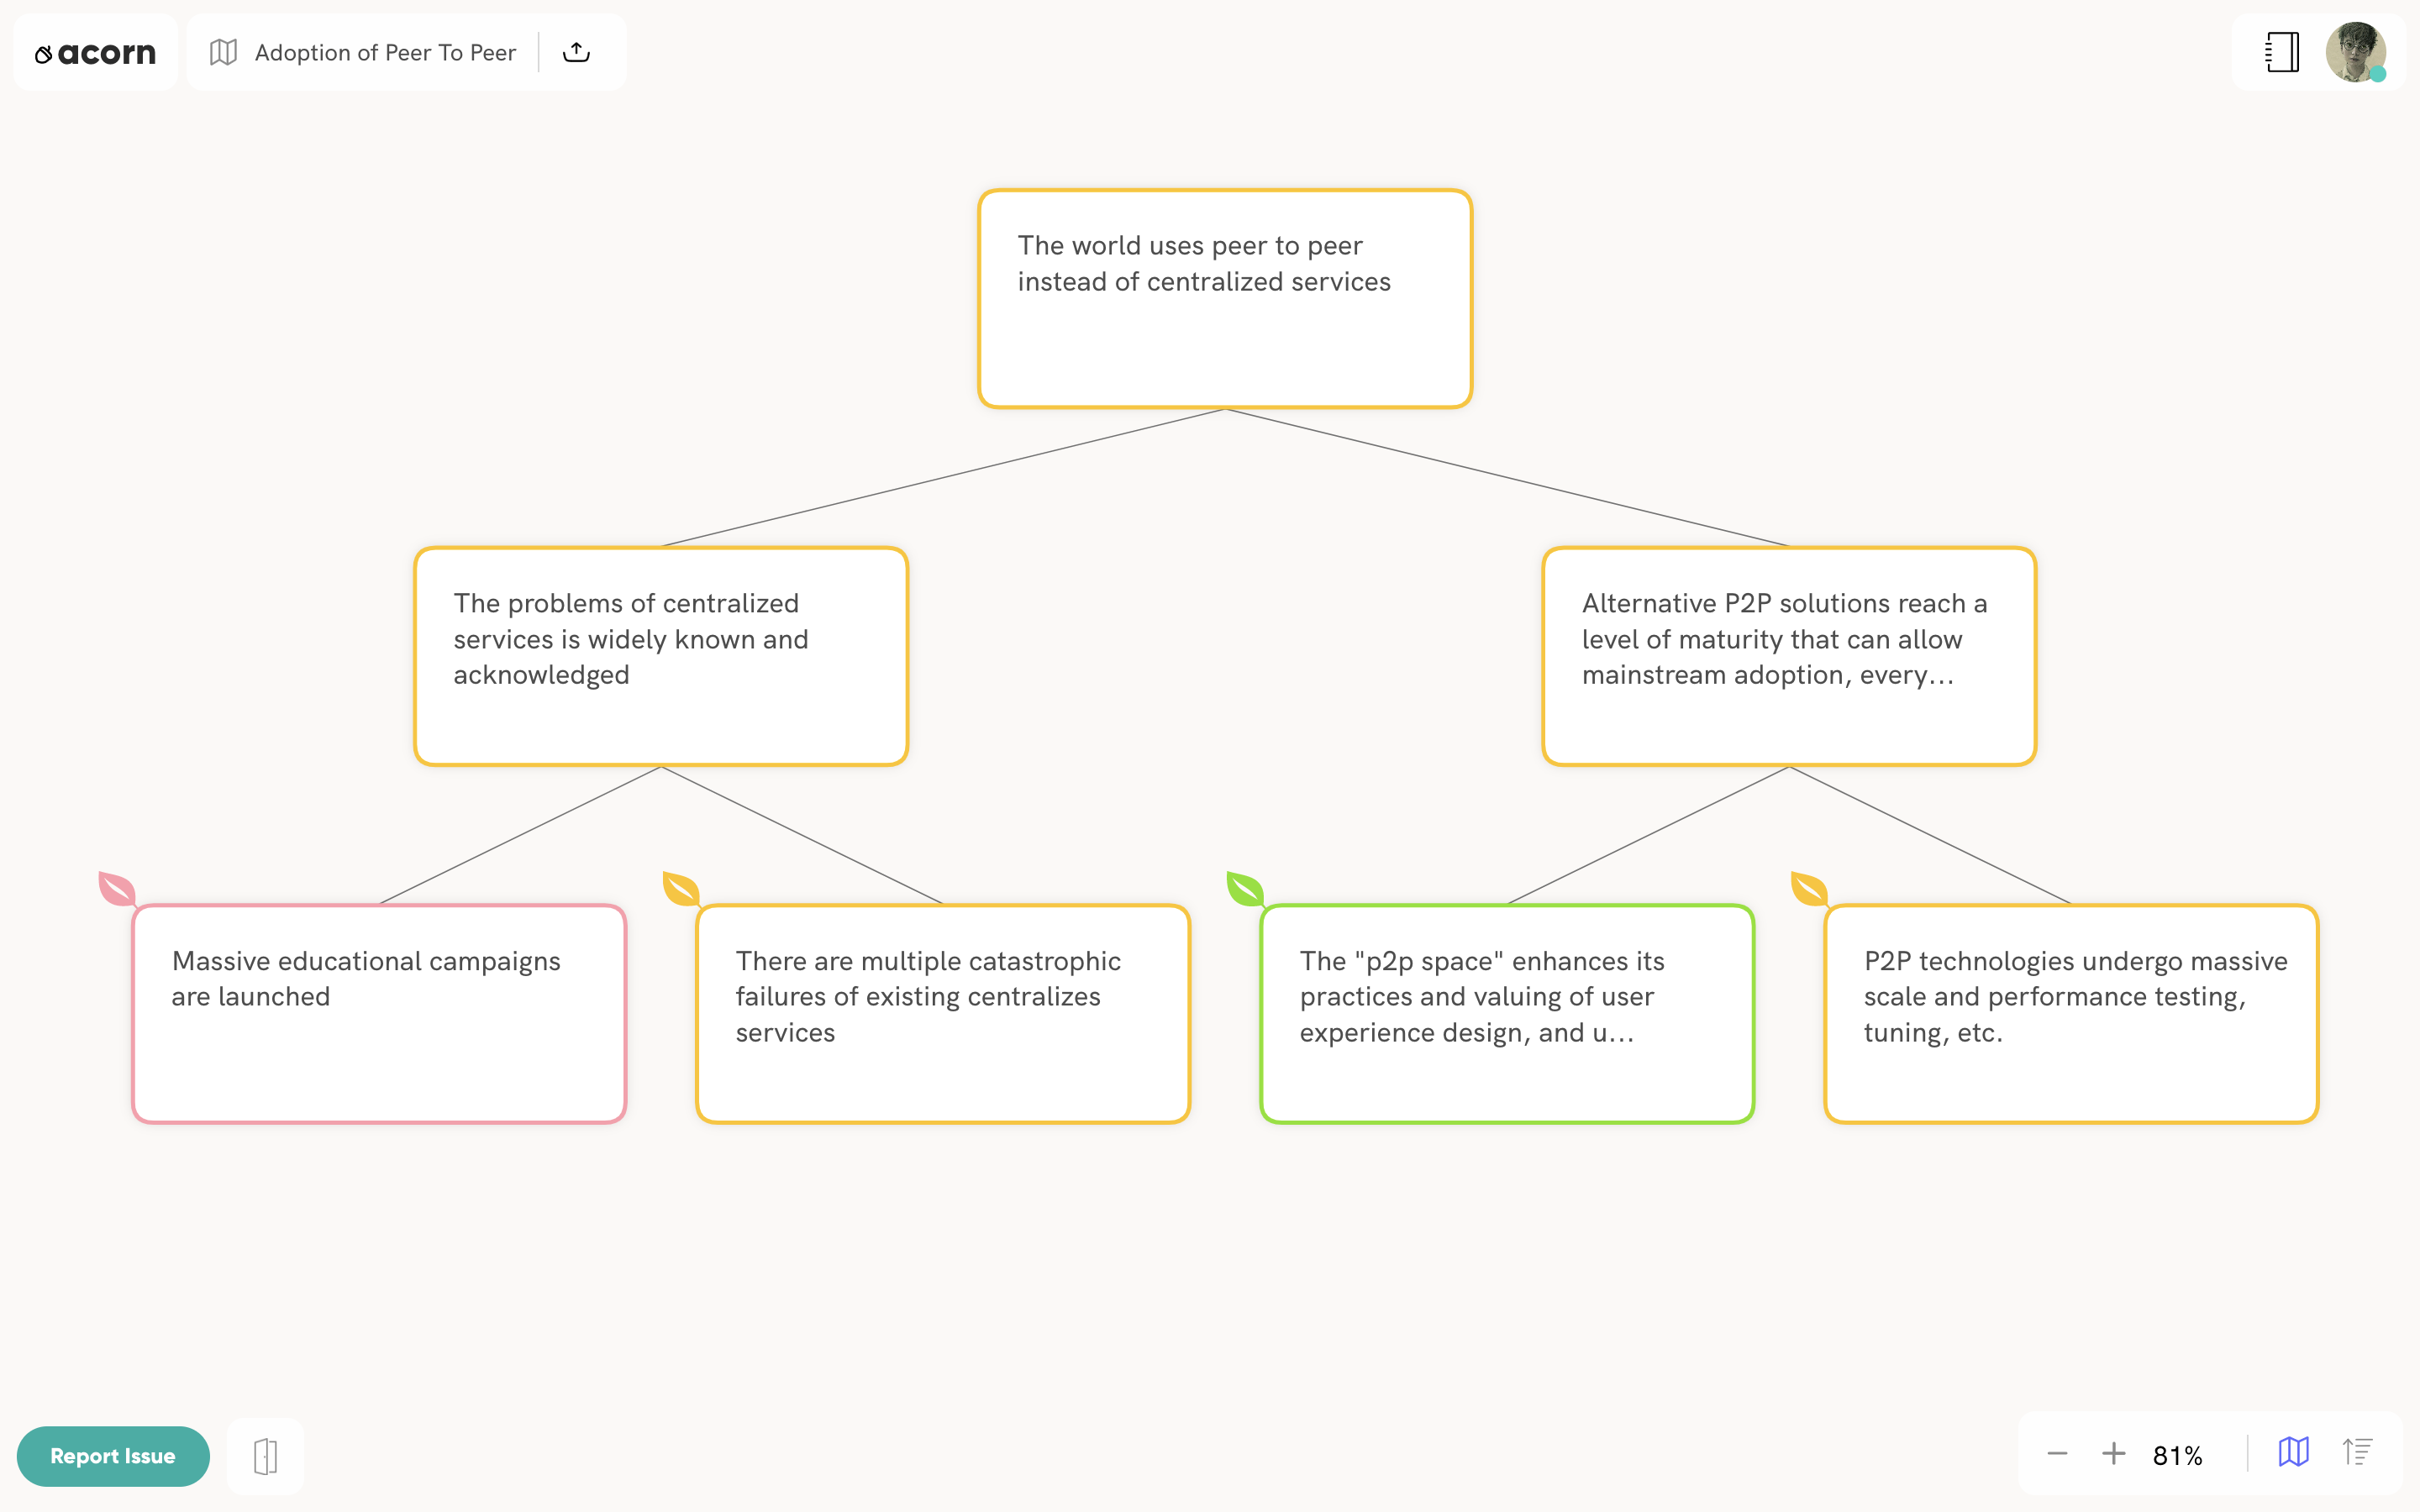 acorn
Adoption of Peer To Peer
The world uses peer to peer
instead of centralized services
The problems of centralized
services is widely known and
acknowledged
Alternative P2P solutions reach a
level of maturity that can allow
mainstream adoption, every...
Massive educational campaigns
are launched
There are multiple catastrophic
failures of existing centralizes
services
The "p2p space" enhances its
practices and valuing of user
experience design, and u...
P2P technologies undergo massive
scale and performance testing,
tuning, etc.
Report Issue
81%